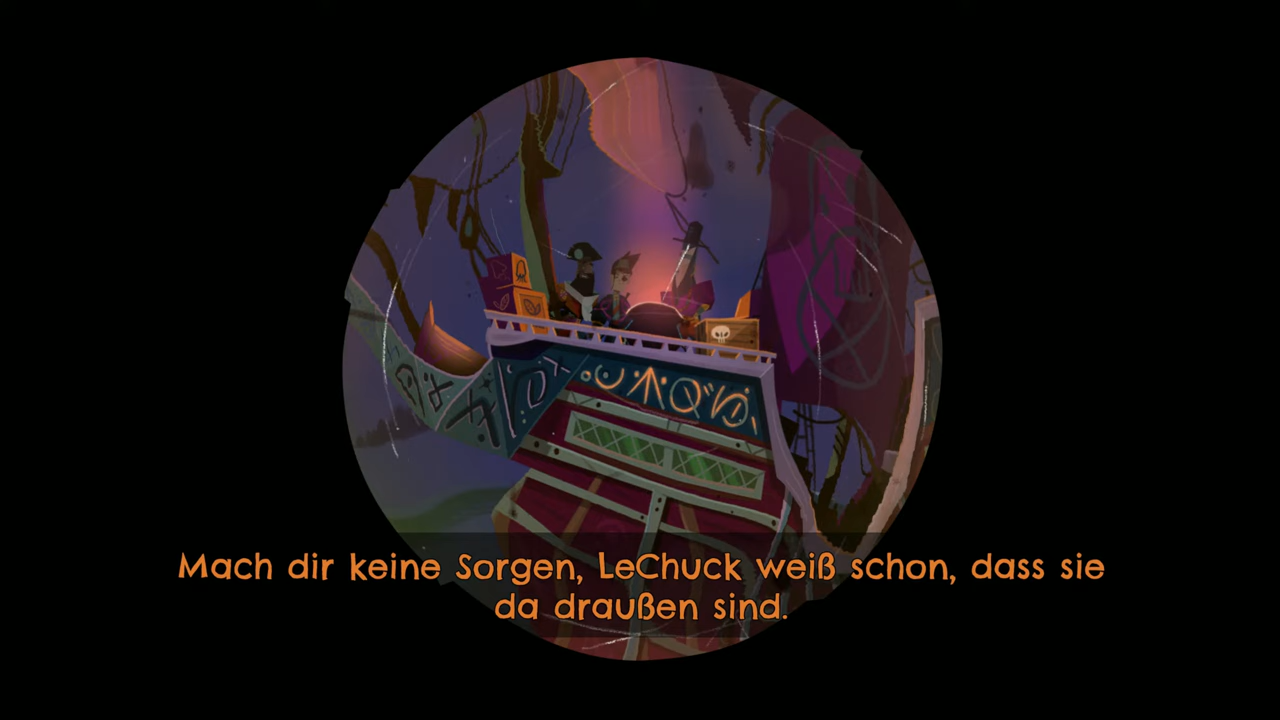 Mach dir keine Sorgen, LeChuck weiß schon, dass sie
da draußen sind.